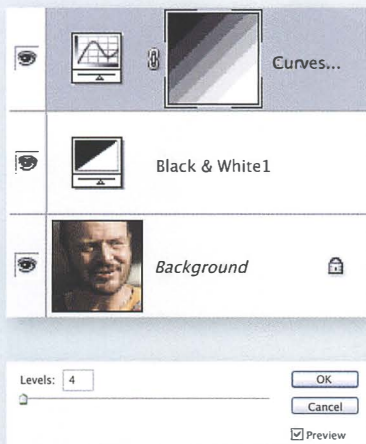 Curves...
Black & White1
Background
Levels: 4
OK
Cancel
Preview